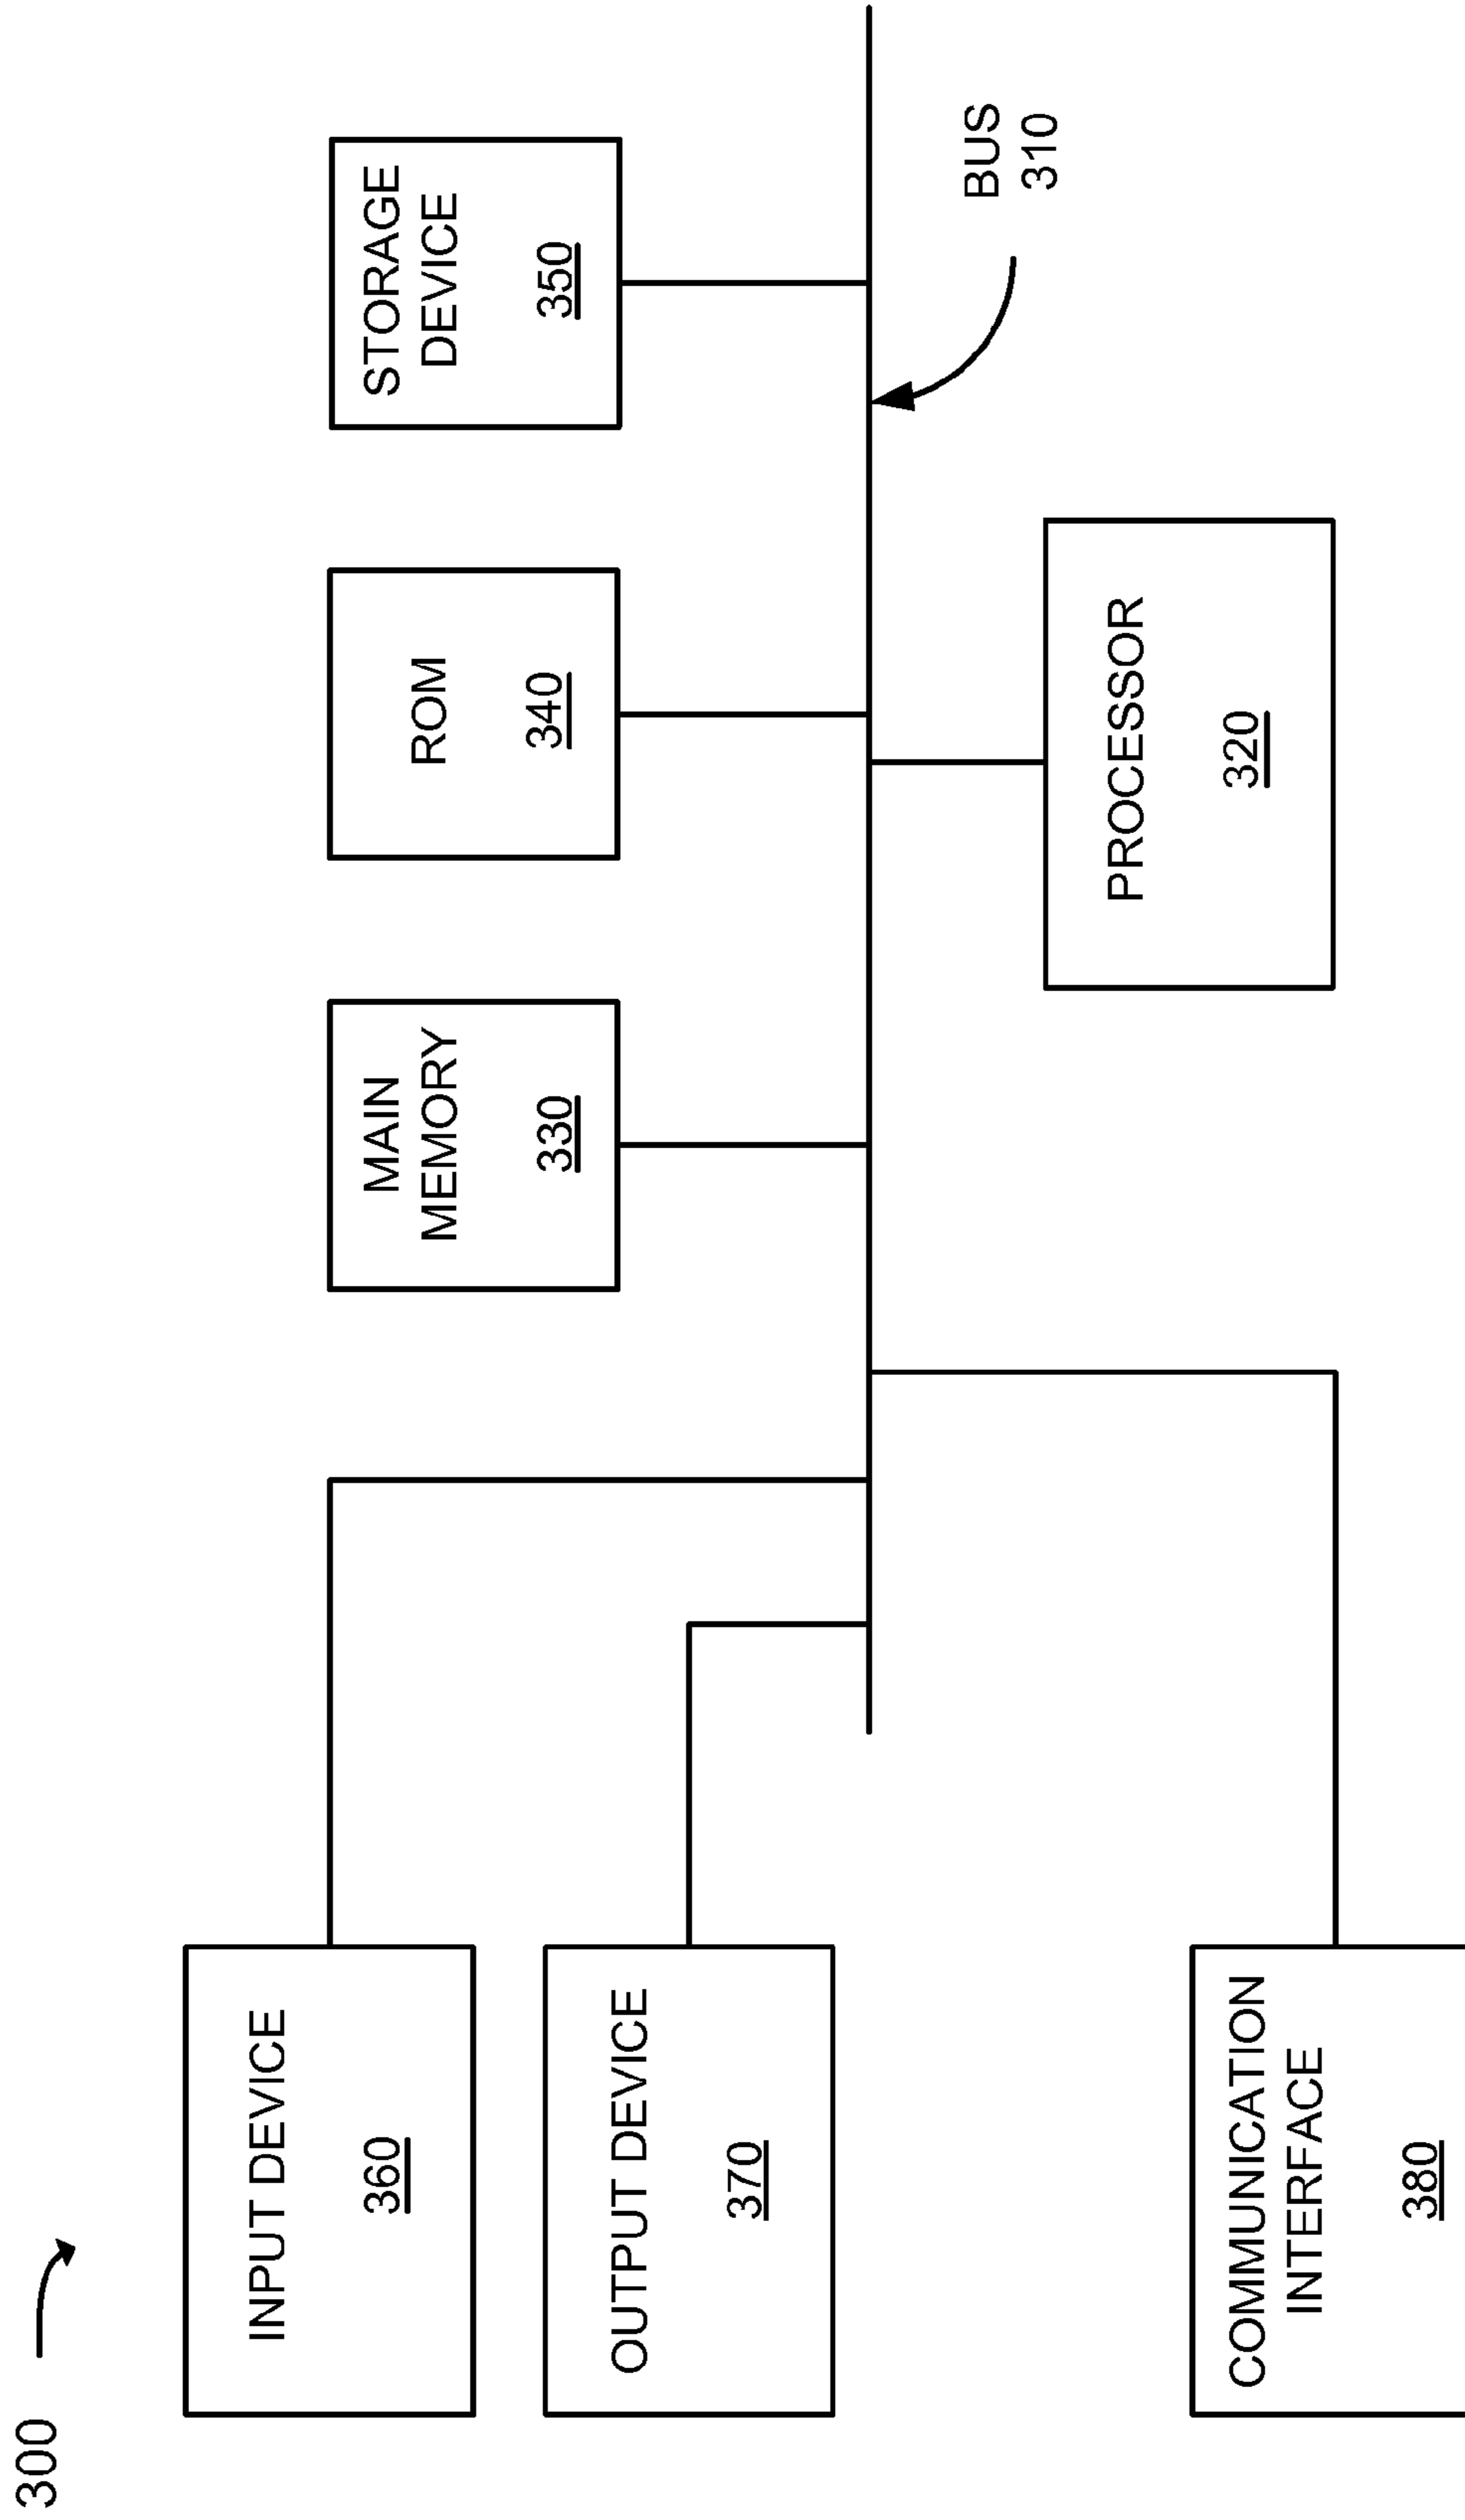 300
INPUT DEVICE
360
MAIN
MEMORY
330
ROM
340
STORAGE
DEVICE
350
OUTPUT DEVICE
370
BUS
310
PROCESSOR
320
COMMUNICATION
INTERFACE
380